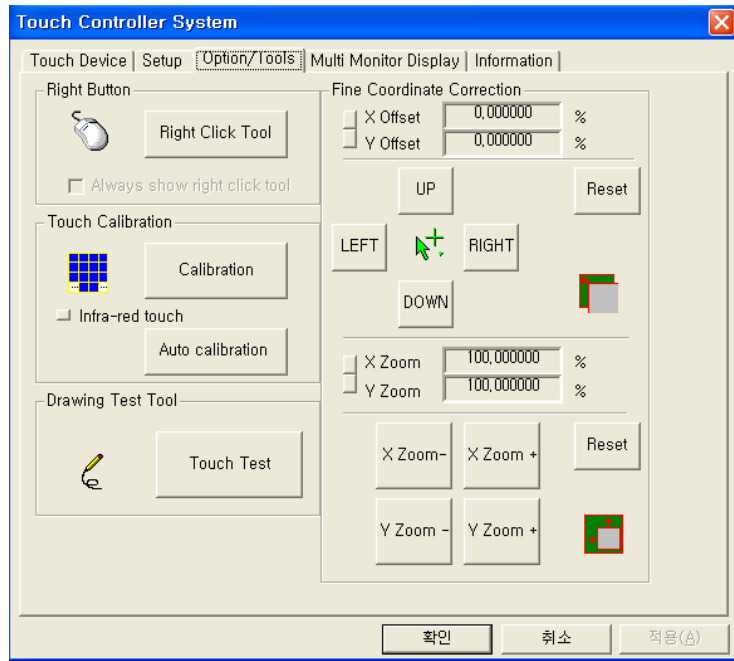 Touch Controller System
Touch Device Setup Option/Tools Multi Monitor Display Information
Right Button
Right Click Tool
Always show right click tool
Touch Calibration
Calibration
Infra-red touch
Auto calibration
Drawing Test Tool
Touch Test
Fine Coordinate Correction
X Offset 0,000000 %
Y Offset 0,000000 %
UP
Reset
LEFT
RIGHT
DOWN
X Zoom 100,000000 %
Y Zoom 100,000000 %
X Zoom-
X Zoom +
Reset
Y Zoom -
Y Zoom +
확인
취소
적용(A)